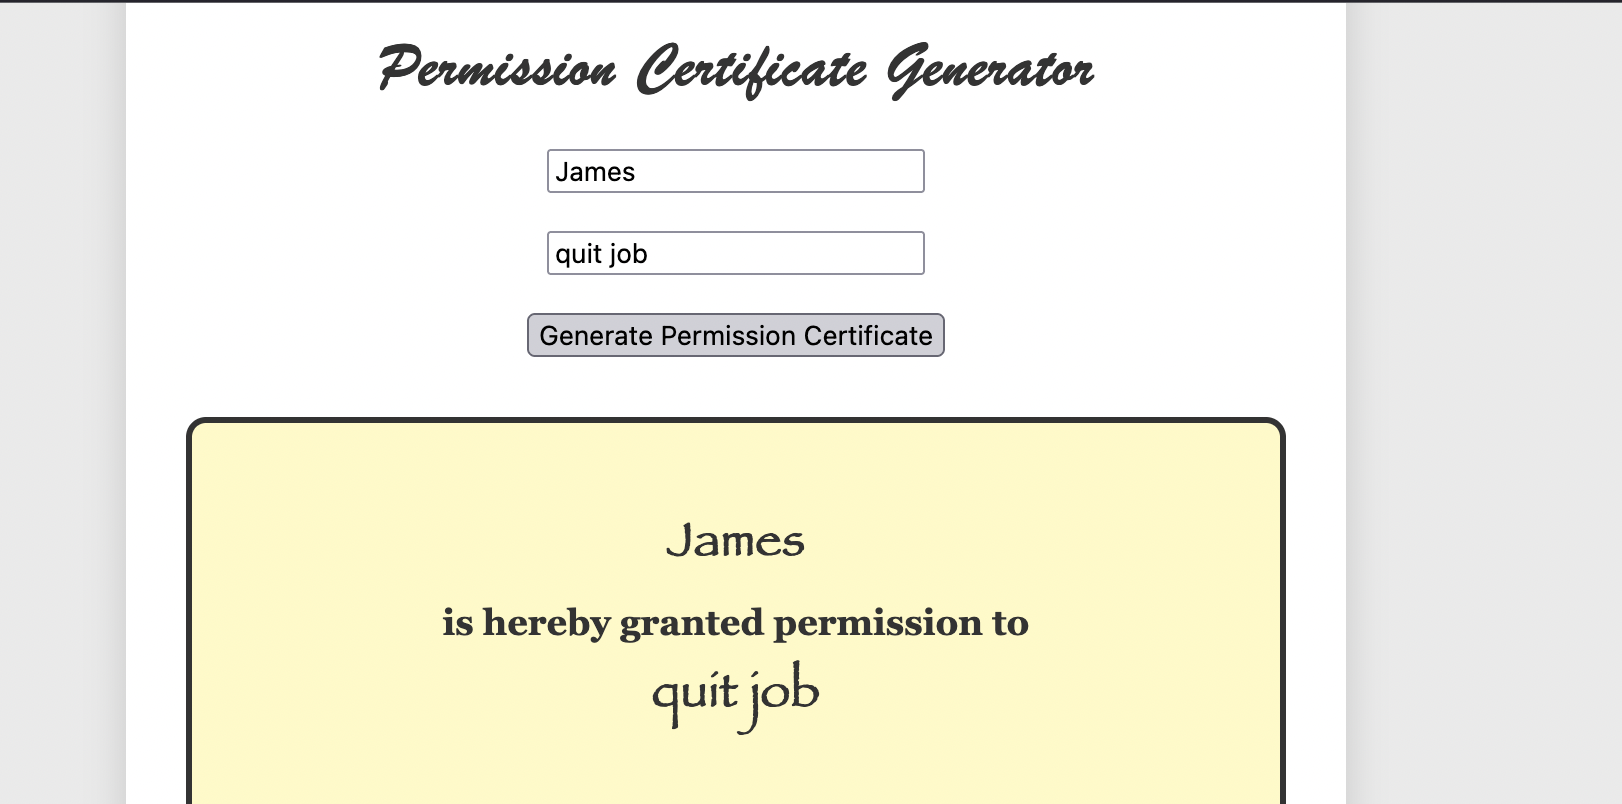 Permission Certificate Generator
James
quit job
Generate Permission Certificate
James
is hereby granted permission to
quit job